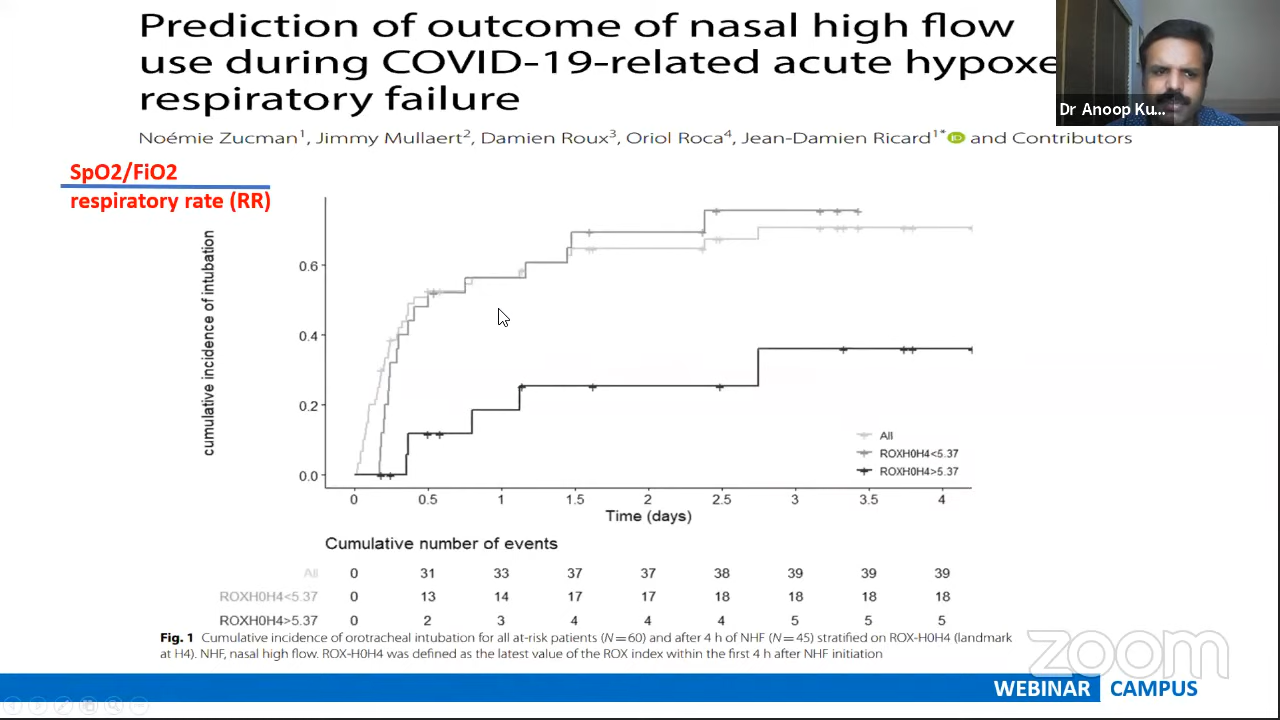 Prediction of outcome of nasal high flow
use during COVID-19-related acute hypoxe
respiratory failure
Dr Anoop Ku...
Noémie Zucman1, Jimmy Mullaert2, Damien Roux3, Oriol Roca4, Jean-Damien Ricard1* iD and Contributors
SpO2/FiO2
respiratory rate (RR)
cumulative incidence of intubation
0.6
0.4
0.2
0.0
All
ROXH0H4<5.37
ROXH0H4>5.37
0 0.5 1 1.5 2 2.5 3 3.5 4
Time (days)
Cumulative number of events
All 0 31 33 37 37 38 39 39 39
ROXH0H4<5.37 0 13 14 17 17 18 18 18 18
ROXH0H4>5.37 0 2 3 4 4 4 5 5 5
Fig. 1 Cumulative incidence of orotracheal intubation for all at-risk patients (N=60) and after 4 h of NHF (N=45) stratified on ROX-H0H4 (landmark
at H4). NHF, nasal high flow. ROX-H0H4 was defined as the latest value of the ROX index within the first 4 h after NHF initiation
zoom
WEBINAR CAMPUS